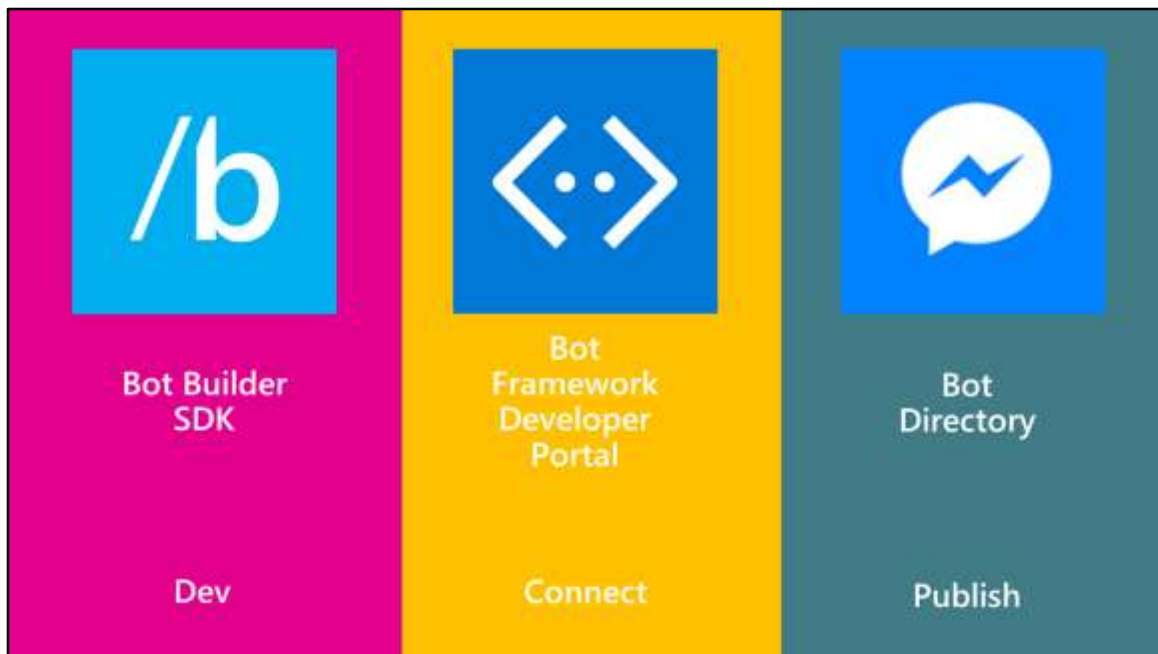 /b
Bot Builder
SDK
Dev
Bot
Framework
Developer
Portal
Connect
Bot
Directory
Publish